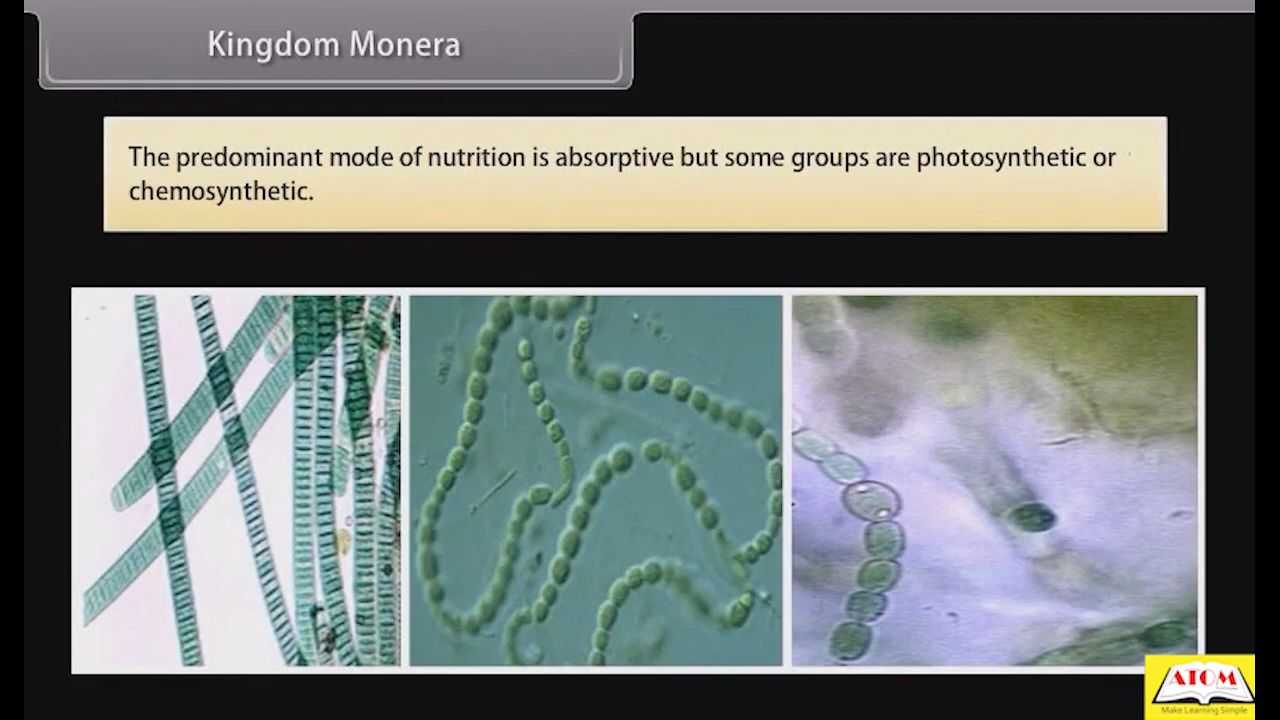 Kingdom Monera
The predominant mode of nutrition is absorptive but some groups are photosynthetic or
chemosynthetic.
ATOM
Make Learning Simple